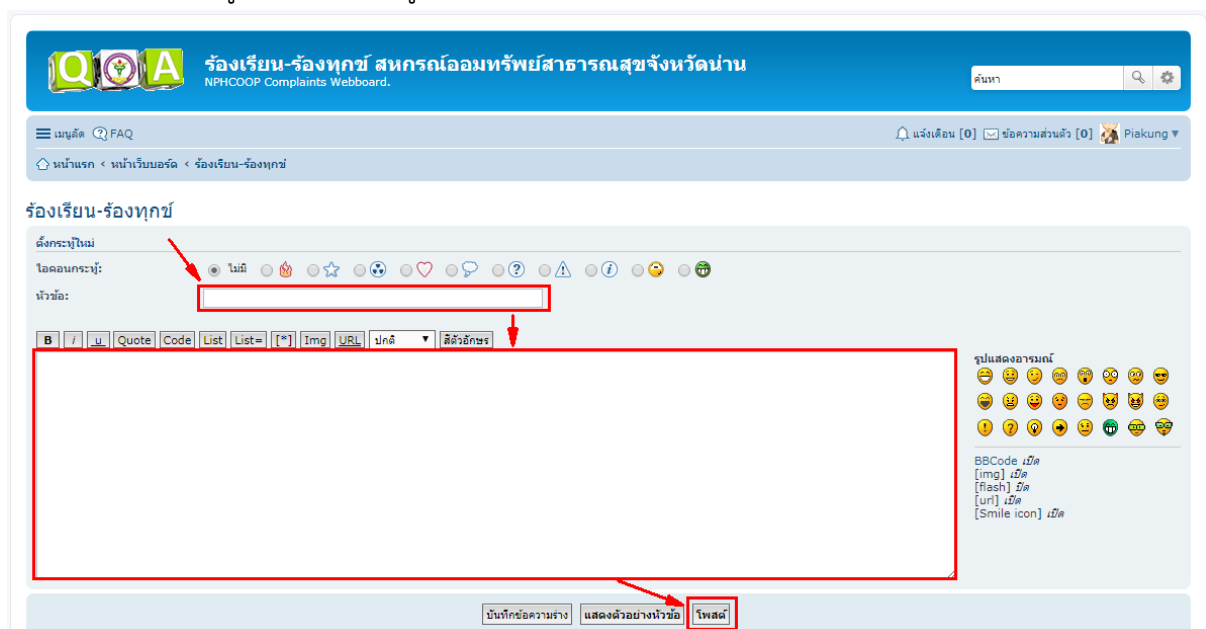 Q A
ร้องเรียน-ร้องทุกข์ สหกรณ์ออมทรัพย์สาธารณสุขจังหวัดน่าน
NPHCOOP Complaints Webboard.
ค้นหา
เมนูลัด FAQ
แจ้งเตือน [0] ข้อความส่วนตัว [0] Piakung
หน้าแรก ‹ หน้าเว็บบอร์ด ‹ ร้องเรียน-ร้องทุกข์
ร้องเรียน-ร้องทุกข์
ตั้งกระทู้ใหม่
ไอคอนกระทู้: ไม่มี
หัวข้อ:
B i u Quote Code List List= [*] Img URL ปกติ สีตัวอักษร
รูปแสดงอารมณ์
BBCode เปิด
[img] เปิด
[flash] ปิด
[url] เปิด
[Smile icon] เปิด
บันทึกข้อความร่าง แสดงตัวอย่างหัวข้อ โพสต์